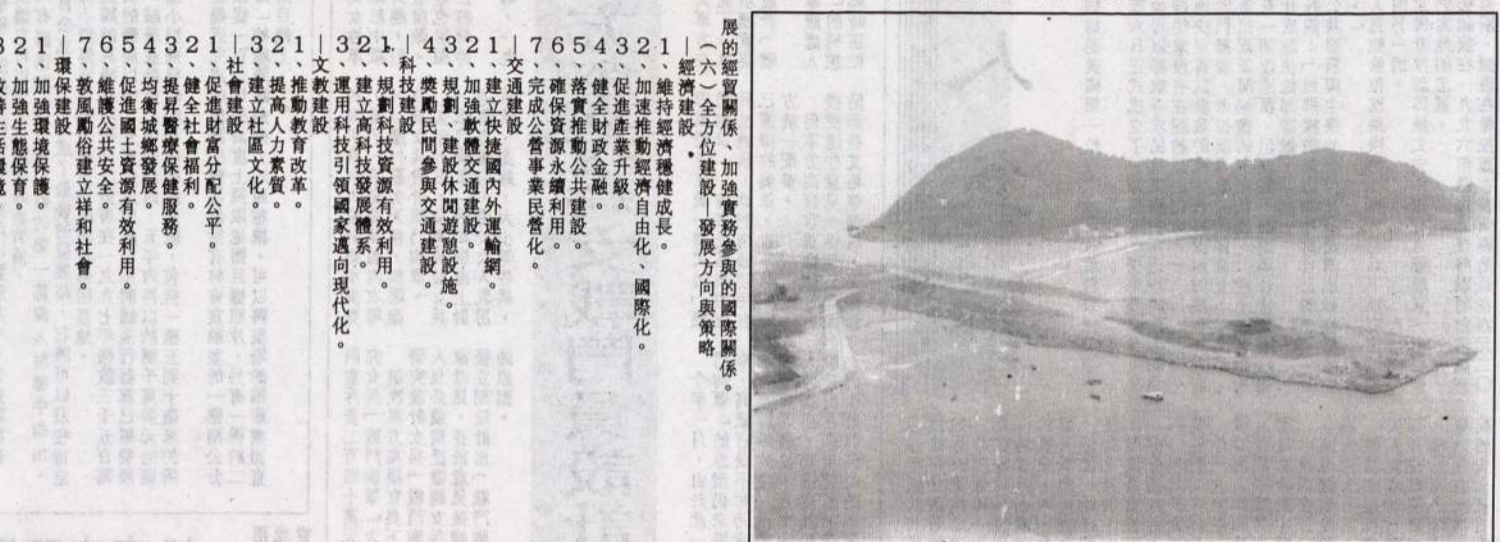 展的經貿關係、加強實務參與的國際關係。
(六)全方位建設—發展方向與策略
—經濟建設
1、維持經濟穩健成長。
2、加速推動經濟自由化、國際化。
3、促進產業升級。
4、健全財政金融。
5、落實推動公共建設。
6、確保資源永續利用。
7、完成公營事業民營化。
—交通建設
1、建立快捷國內外運輸網。
2、加強軟體交通建設。
3、規劃、建設休閒遊憩設施。
4、獎勵民間參與交通建設。
—科技建設
1、規劃科技資源有效利用。
2、建立高科技發展體系。
3、運用科技引領國家邁向現代化。
—文教建設
1、推動教育改革。
2、提高人力素質。
3、建立社區文化。
—社會建設
1、促進財富分配公平。
2、健全社會福利。
3、提昇醫療保健服務。
4、均衡城鄉發展。
5、促進國土資源有效利用。
6、維護公共安全。
7、敦風勵俗建立祥和社會。
—環保建設
1、加強環境保護。
2、加強生態保育。